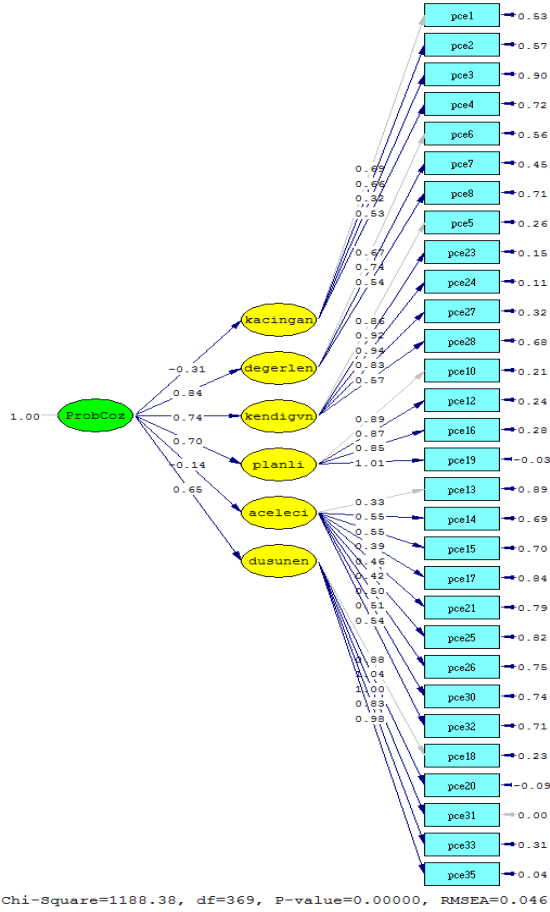 pce1 0.53
pce2 0.57
pce3 0.90
pce4 0.72
pce6 0.56
pce7 0.45
pce8 0.71
pce5 0.26
pce23 0.15
pce24 0.11
pce27 0.32
pce28 0.68
pce10 0.21
pce12 0.24
pce16 0.28
pce19 -0.03
pce13 0.89
pce14 0.69
pce15 0.70
pce17 0.84
pce21 0.79
pce25 0.82
pce26 0.75
pce30 0.74
pce32 0.71
pce18 0.23
pce20 -0.09
pce31 0.00
pce33 0.31
pce35 0.04
0.69
0.66
0.32
0.53
0.67
0.74
0.54
0.86
0.92
0.94
0.83
0.57
0.89
0.87
0.85
1.01
0.33
0.55
0.55
0.39
0.46
0.42
0.50
0.51
0.54
0.88
1.04
1.00
0.83
0.98
kacingan
degerlen
kendigvn
planli
aceleci
dusunen
-0.31
0.84
0.74
0.70
-0.14
0.65
1.00 ProbCoz
Chi-Square=1188.38, df=369, P-value=0.00000, RMSEA=0.046